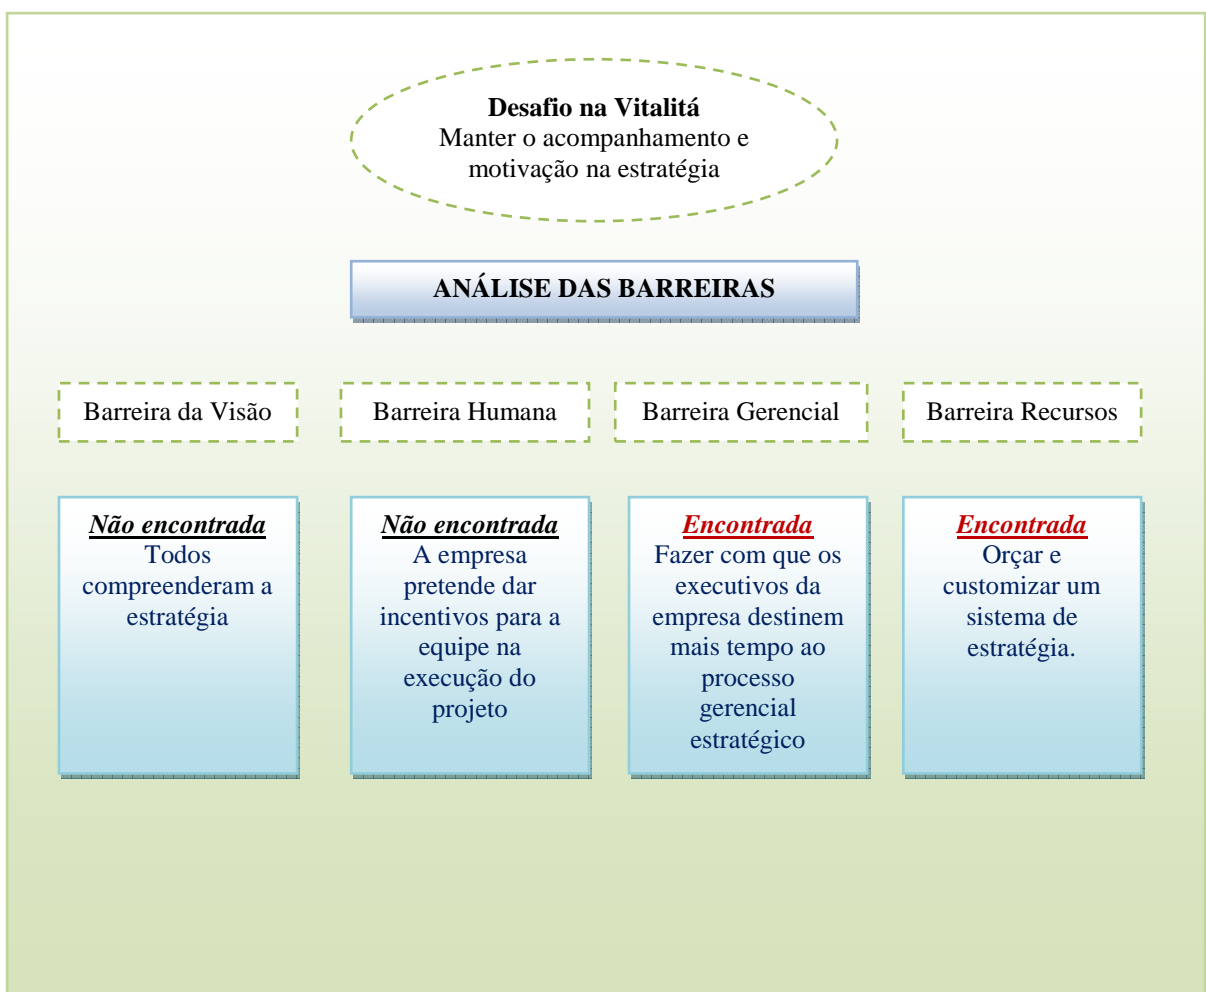 Desafio na Vitalitá
Manter o acompanhamento e
motivação na estratégia
ANÁLISE DAS BARREIRAS
Barreira da Visão
Barreira Humana
Barreira Gerencial
Barreira Recursos
Não encontrada
Todos
compreenderam a
estratégia
Não encontrada
A empresa
pretende dar
incentivos para a
equipe na
execução do
projeto
Encontrada
Fazer com que os
executivos da
empresa destinem
mais tempo ao
processo
gerencial
estratégico
Encontrada
Orçar e
customizar um
sistema de
estratégia.